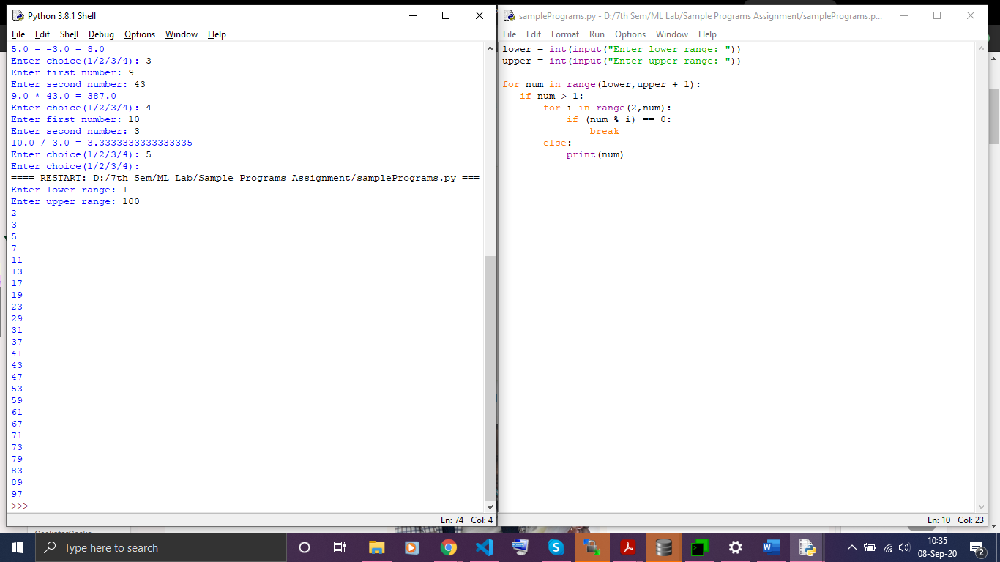 Python 3.8.1 Shell
File Edit Shell Debug Options Window Help
5.0 - -3.0 = 8.0
Enter choice(1/2/3/4): 3
Enter first number: 9
Enter second number: 43
9.0 * 43.0 = 387.0
Enter choice(1/2/3/4): 4
Enter first number: 10
Enter second number: 3
10.0 / 3.0 = 3.3333333333333335
Enter choice(1/2/3/4): 5
Enter choice(1/2/3/4):
==== RESTART: D:/7th Sem/ML Lab/Sample Programs Assignment/samplePrograms.py ===
Enter lower range: 1
Enter upper range: 100
2
3
5
7
11
13
17
19
23
29
31
37
41
43
47
53
59
61
67
71
73
79
83
89
97
>>>
Ln: 74 Col: 4
samplePrograms.py - D:/7th Sem/ML Lab/Sample Programs Assignment/samplePrograms.p...
File Edit Format Run Options Window Help
lower = int(input("Enter lower range: "))
upper = int(input("Enter upper range: "))
for num in range(lower,upper + 1):
   if num > 1:
       for i in range(2,num):
           if (num % i) == 0:
               break
       else:
           print(num)
Ln: 10 Col: 23
Type here to search
10:35
08-Sep-20
2